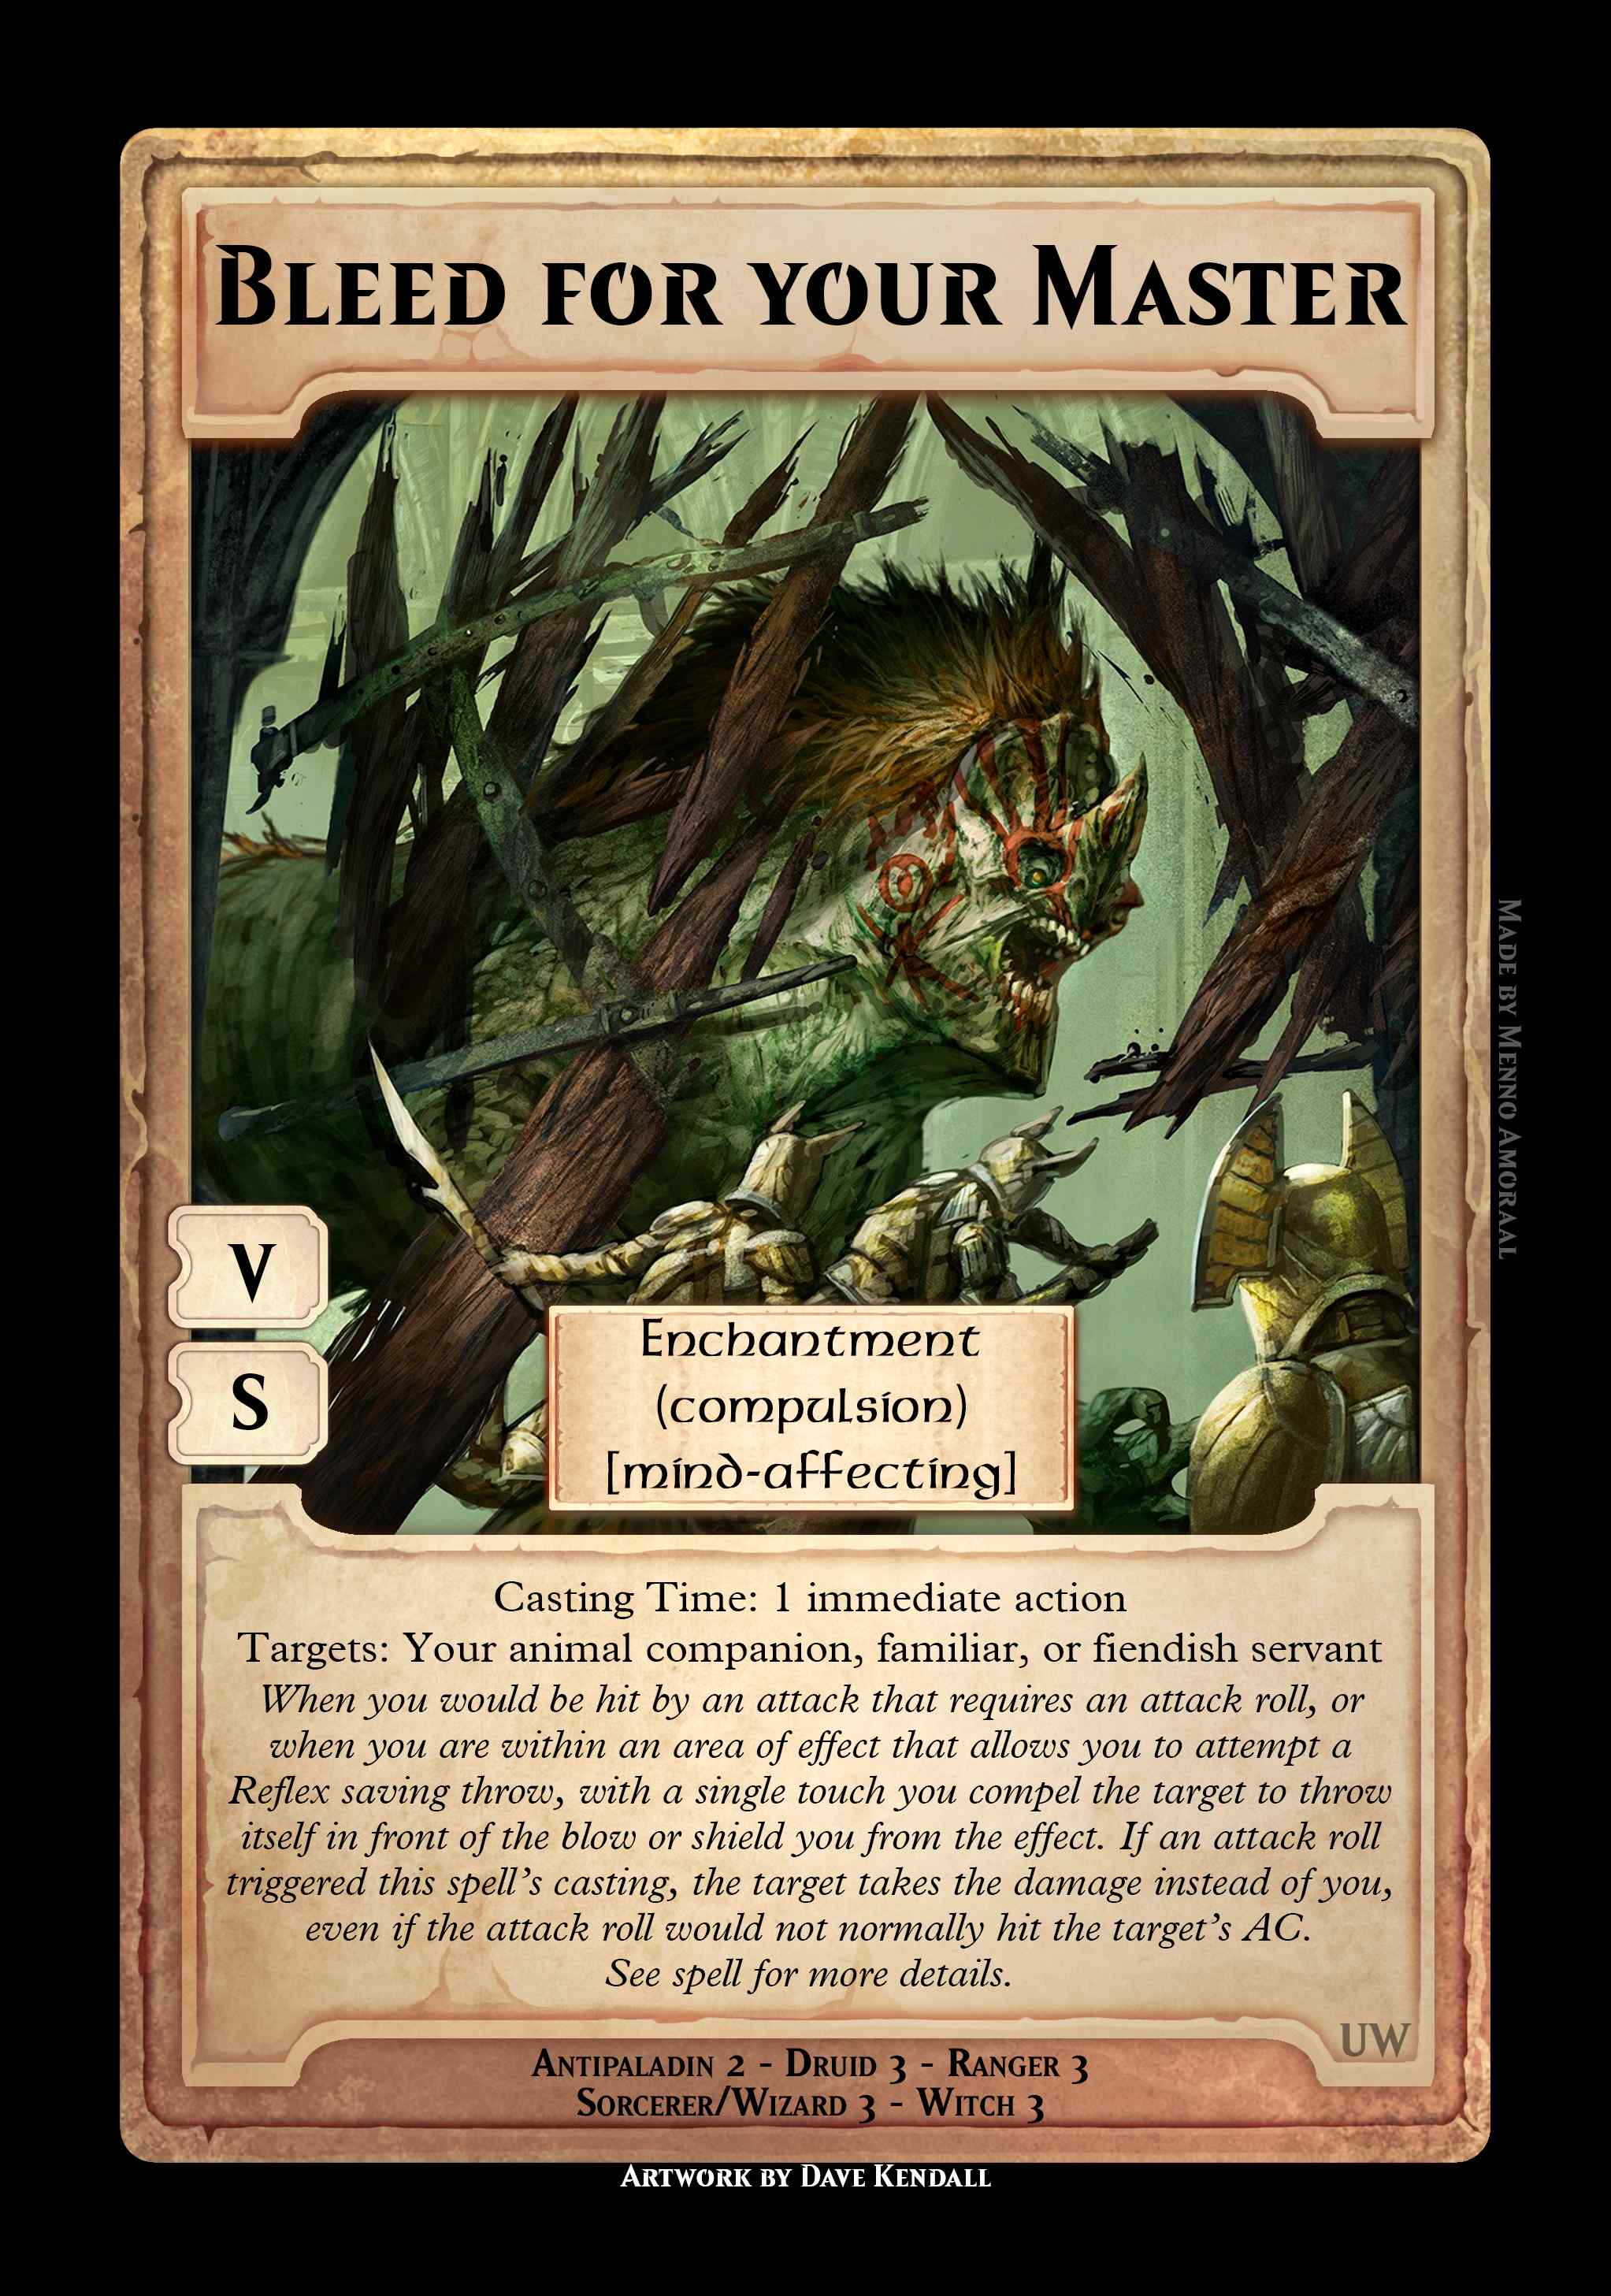 Bleed for your Master
V
S
Enchantment
(compulsion)
[mind-affecting]
Casting Time: 1 immediate action
Targets: Your animal companion, familiar, or fiendish servant
When you would be hit by an attack that requires an attack roll, or
when you are within an area of effect that allows you to attempt a
Reflex saving throw, with a single touch you compel the target to throw
itself in front of the blow or shield you from the effect. If an attack roll
triggered this spell's casting, the target takes the damage instead of you,
even if the attack roll would not normally hit the target's AC.
See spell for more details.
UW
Antipaladin 2 - Druid 3 - Ranger 3
Sorcerer/Wizard 3 - Witch 3
Artwork by Dave Kendall
Made by Menno Amoraal